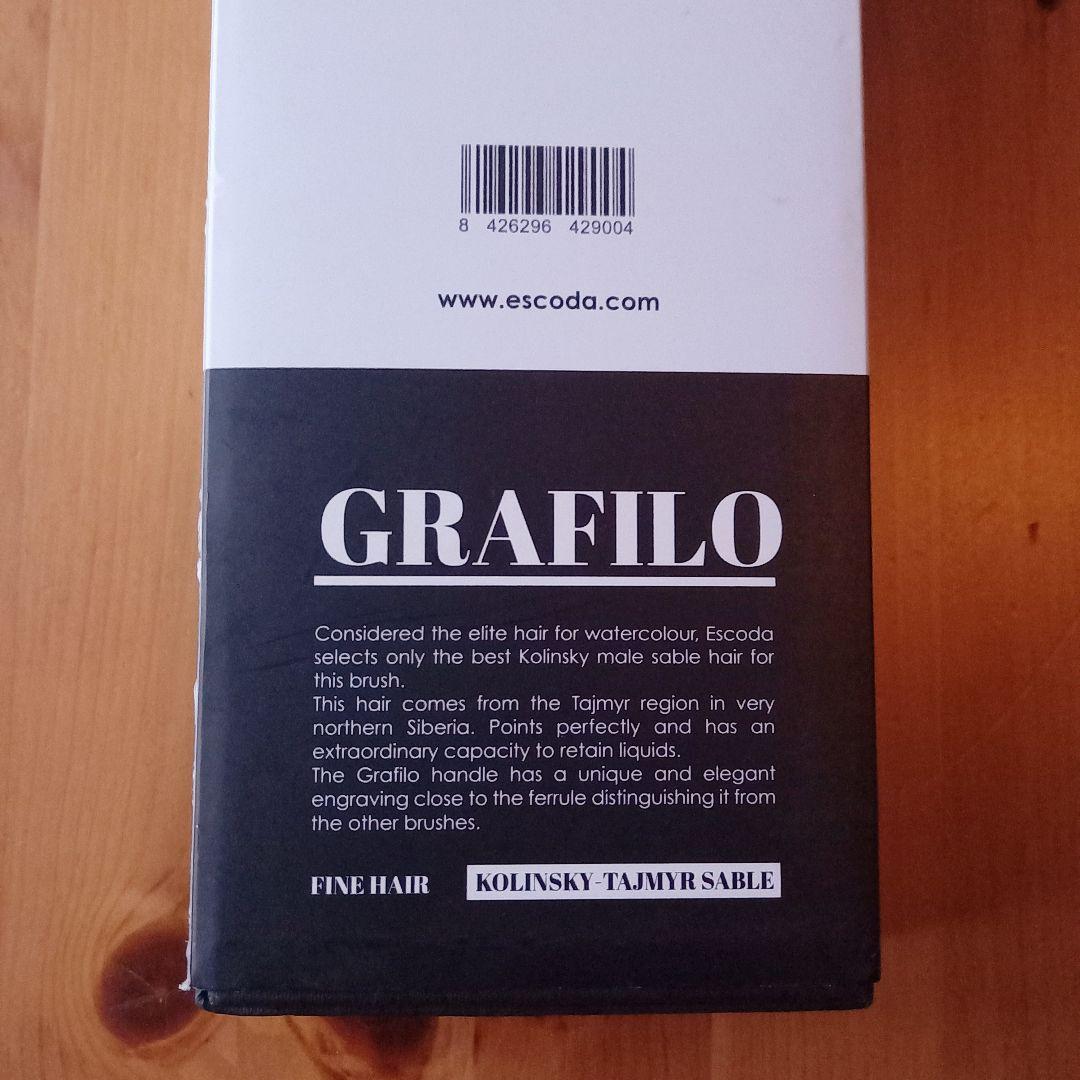 8 426296 429004
www.escoda.com
GRAFILO
Considered the elite hair for watercolour, Escoda
selects only the best Kolinsky male sable hair for
this brush.
This hair comes from the Tajmyr region in very
northern Siberia. Points perfectly and has an
extraordinary capacity to retain liquids.
The Grafilo handle has a unique and elegant
engraving close to the ferrule distinguishing it from
the other brushes.
FINE HAIR KOLINSKY-TAJMYR SABLE